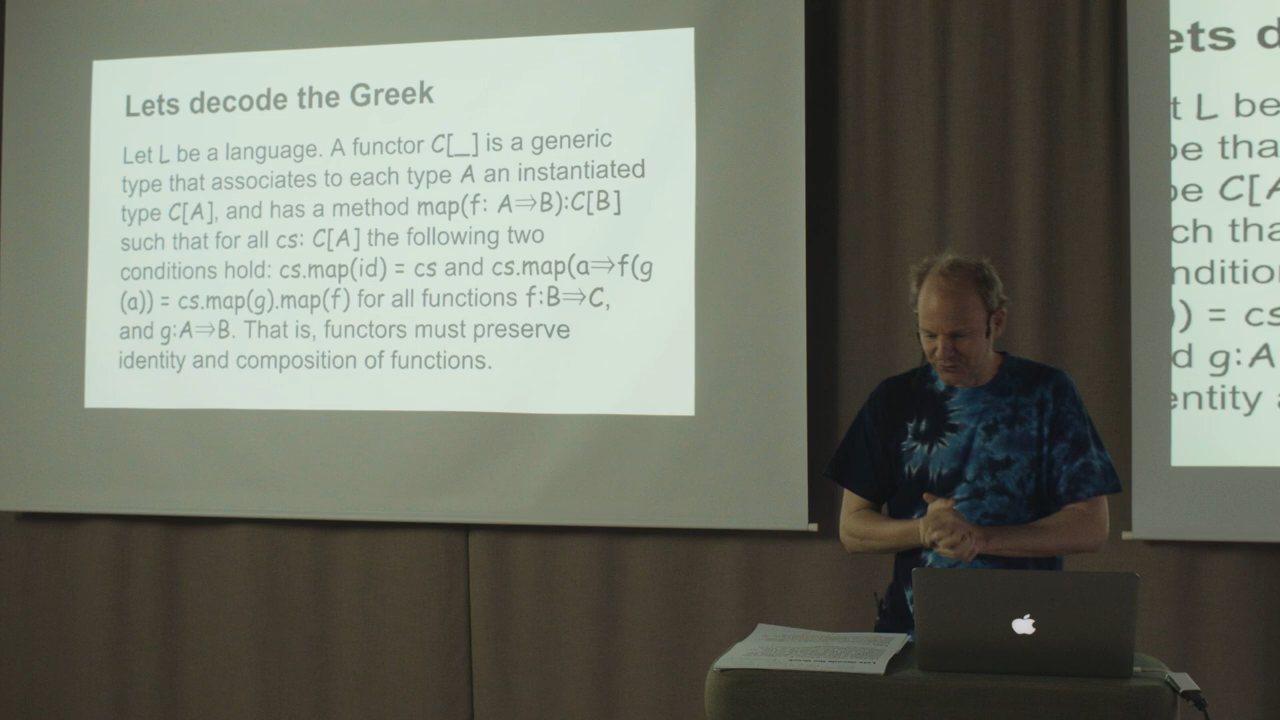 Lets decode the Greek
Let L be a language. A functor C[_] is a generic
type that associates to each type A an instantiated
type C[A], and has a method map(f: A⇒B):C[B]
such that for all cs: C[A] the following two
conditions hold: cs.map(id) = cs and cs.map(a⇒f(g
(a)) = cs.map(g).map(f) for all functions f:B⇒C,
and g:A⇒B. That is, functors must preserve
identity and composition of functions.
ets d
t L be
pe tha
pe C[A
ch tha
nditio
)) = cs
d g:A
entity a